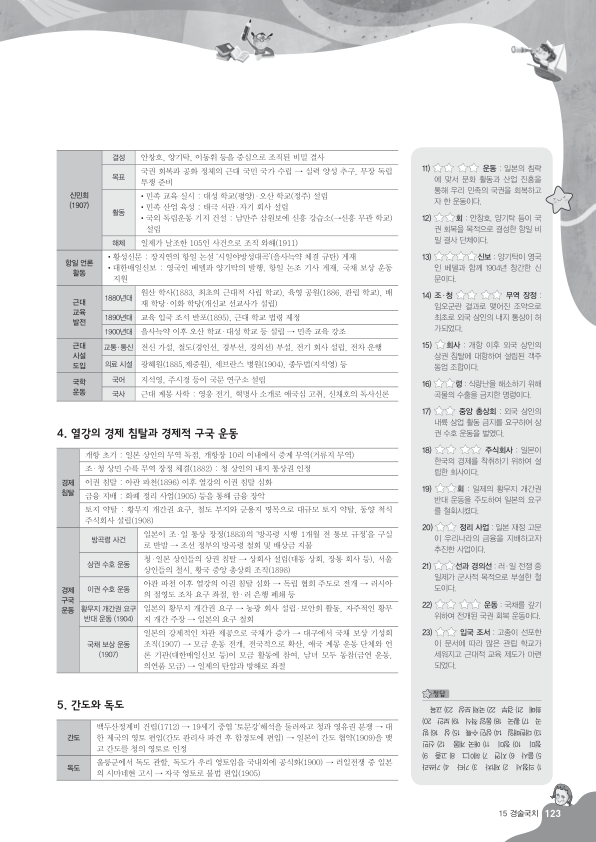 신민회
(1907)
결성 안창호, 양기탁, 이동휘 등을 중심으로 조직된 비밀 결사
목표 국권 회복과 공화 정체의 근대 국민 국가 수립 → 실력 양성 추구, 무장 독립
투쟁 준비
활동 • 민족 교육 실시 : 대성 학교(평양)·오산 학교(정주) 설립
• 민족 산업 육성 : 태극 서관·자기 회사 설립
• 국외 독립운동 기지 건설 : 남만주 삼원보에 신흥 강습소(→신흥 무관 학교)
설립
해체 일제가 날조한 105인 사건으로 조직 와해(1911)
항일 언론
활동
• 황성신문 : 장지연의 항일 논설 '시일야방성대곡'(을사늑약 체결 규탄) 게재
• 대한매일신보 : 영국인 베델과 양기탁의 발행, 항일 논조 기사 게재, 국채 보상 운동
지원
근대
교육
발전
1880년대 원산 학사(1883, 최초의 근대적 사립 학교), 육영 공원(1886, 관립 학교), 배
재 학당·이화 학당(개신교 선교사가 설립)
1890년대 교육 입국 조서 반포(1895), 근대 학교 법령 제정
1900년대 을사늑약 이후 오산 학교·대성 학교 등 설립 → 민족 교육 강조
근대
시설
도입
교통·통신 전신 가설, 철도(경인선, 경부선, 경의선) 부설, 전기 회사 설립, 전차 운행
의료 시설 광혜원(1885,제중원), 세브란스 병원(1904), 종두법(지석영) 등
국학
운동
국어 지석영, 주시경 등이 국문 연구소 설립
국사 근대 계몽 사학 : 영웅 전기, 혁명사 소개로 애국심 고취, 신채호의 독사신론
4. 열강의 경제 침탈과 경제적 구국 운동
경제
침탈
개항 초기 : 일본 상인의 무역 독점, 개항장 10리 이내에서 중계 무역(거류지 무역)
조·청 상민 수륙 무역 장정 체결(1882) : 청 상인의 내지 통상권 인정
이권 침탈 : 아관 파천(1896) 이후 열강의 이권 침탈 심화
금융 지배 : 화폐 정리 사업(1905) 등을 통해 금융 장악
토지 약탈 : 황무지 개간권 요구, 철도 부지와 군용지 명목으로 대규모 토지 약탈, 동양 척식
주식회사 설립(1908)
경제
구국
운동
방곡령 사건 일본이 조·일 통상 장정(1883)의 '방곡령 시행 1개월 전 통보 규정'을 구실
로 반발 → 조선 정부의 방곡령 철회 및 배상금 지불
상권 수호 운동 청·일본 상인들의 상권 침탈 → 상회사 설립(대동 상회, 장통 회사 등), 서울
상인들의 철시, 황국 중앙 총상회 조직(1898)
이권 수호 운동 아관 파천 이후 열강의 이권 침탈 심화 → 독립 협회 주도로 전개 → 러시아
의 절영도 조차 요구 좌절, 한·러 은행 폐쇄 등
황무지 개간권 요구
반대 운동 (1904)
일본의 황무지 개간권 요구 → 농광 회사 설립·보안회 활동, 자주적인 황무
지 개간 주장 → 일본의 요구 철회
국채 보상 운동
(1907)
일본의 강제적인 차관 제공으로 국채가 증가 → 대구에서 국채 보상 기성회
조직(1907) → 모금 운동 전개, 전국적으로 확산, 애국 계몽 운동 단체와 언
론 기관(대한매일신보 등)이 모금 활동에 참여, 남녀 모두 동참(금연 운동,
의연품 모금) → 일제의 탄압과 방해로 좌절
5. 간도와 독도
간도 백두산정계비 건립(1712) → 19세기 중엽 '토문강'해석을 둘러싸고 청과 영유권 분쟁 → 대
한 제국의 영토 편입(간도 관리사 파견 후 함경도에 편입) → 일본이 간도 협약(1909)을 맺
고 간도를 청의 영토로 인정
독도 울릉군에서 독도 관할, 독도가 우리 영토임을 국내외에 공식화(1900) → 러일전쟁 중 일본
의 시마네현 고시 → 자국 영토로 불법 편입(1905)
11) 운동 : 일본의 침략
에 맞서 문화 활동과 산업 진흥을
통해 우리 민족의 국권을 회복하고
자 한 운동이다.
12) 회 : 안창호, 양기탁 등이 국
권 회복을 목적으로 결성한 항일 비
밀 결사 단체이다.
13) 신보 : 양기탁이 영국
인 베델과 함께 1904년 창간한 신
문이다.
14) 조·청 무역 장정 :
임오군란 결과로 맺어진 조약으로
최초로 외국 상인의 내지 통상이 허
가되었다.
15) 회사 : 개항 이후 외국 상인의
상권 침탈에 대항하여 설립된 객주
동업 조합이다.
16) 령 : 식량난을 해소하기 위해
곡물의 수출을 금지한 명령이다.
17) 중앙 총상회 : 외국 상인의
내륙 상업 활동 금지를 요구하며 상
권 수호 운동을 벌였다.
18) 주식회사 : 일본이
한국의 경제를 착취하기 위하여 설
립한 회사이다.
19) 회 : 일제의 황무지 개간권
반대 운동을 주도하여 일본의 요구
를 철회시켰다.
20) 정리 사업 : 일본 재정 고문
이 우리나라의 금융을 지배하고자
추진한 사업이다.
21) 선과 경의선 : 러·일 전쟁 중
일제가 군사적 목적으로 부설한 철
도이다.
22) 운동 : 국채를 갚기
위하여 전개된 국권 회복 운동이다.
23) 입국 조서 : 고종이 선포한
이 문서에 따라 많은 관립 학교가
세워지고 근대적 교육 제도가 마련
되었다.
정답
15 경술국치 123